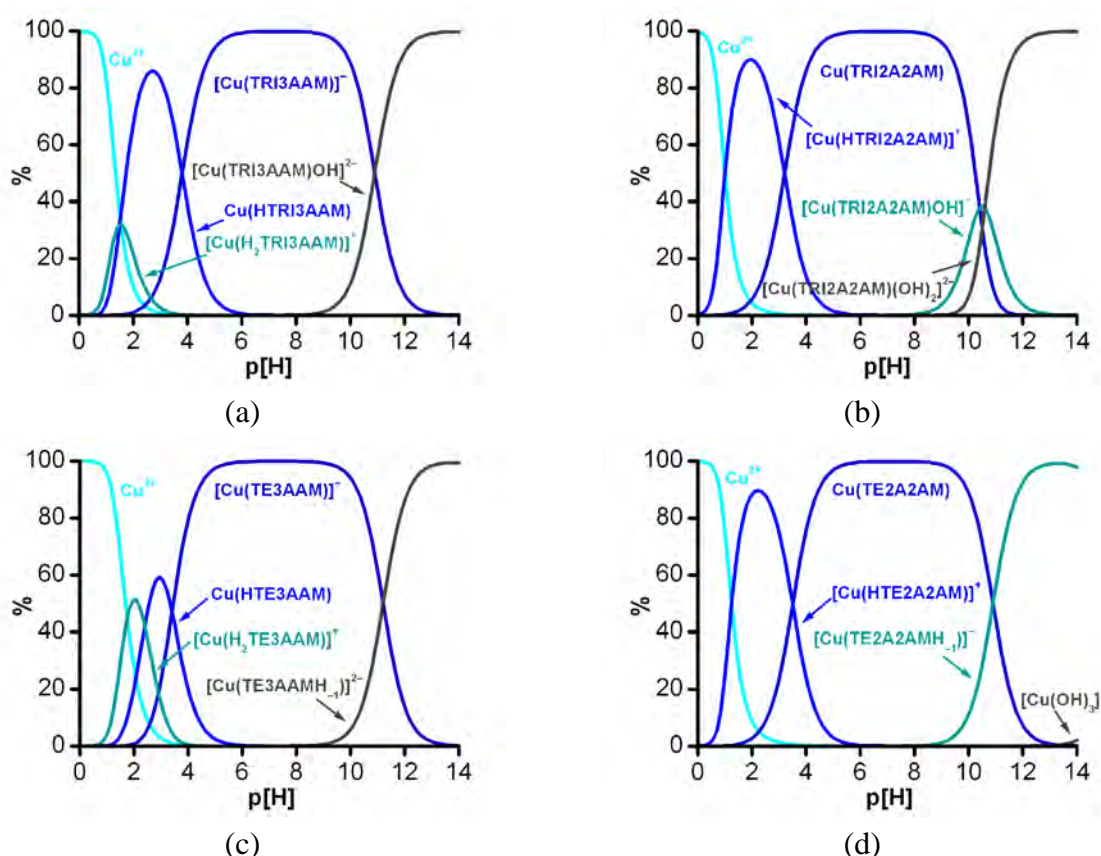 100
80
60
40
20
0
%
Cu²⁺
[Cu(TRI3AAM)]⁻
[Cu(TRI3AAM)OH]²⁻
Cu(HTRI3AAM)
[Cu(H₂TRI3AAM)]⁺
0 2 4 6 8 10 12 14
p[H]
(a)
100
80
60
40
20
0
%
Cu²⁺
Cu(TRI2A2AM)
[Cu(HTRI2A2AM)]⁺
[Cu(TRI2A2AM)OH]⁻
[Cu(TRI2A2AM)(OH)₂]²⁻
0 2 4 6 8 10 12 14
p[H]
(b)
100
80
60
40
20
0
%
Cu²⁺
[Cu(TE3AAM)]⁻
Cu(HTE3AAM)
[Cu(H₂TE3AAM)]⁺
[Cu(TE3AAMH₋₁)]²⁻
0 2 4 6 8 10 12 14
p[H]
(c)
100
80
60
40
20
0
%
Cu²⁺
Cu(TE2A2AM)
[Cu(HTE2A2AM)]⁺
[Cu(TE2A2AMH₋₁)]⁻
[Cu(OH)₃]
0 2 4 6 8 10 12 14
p[H]
(d)